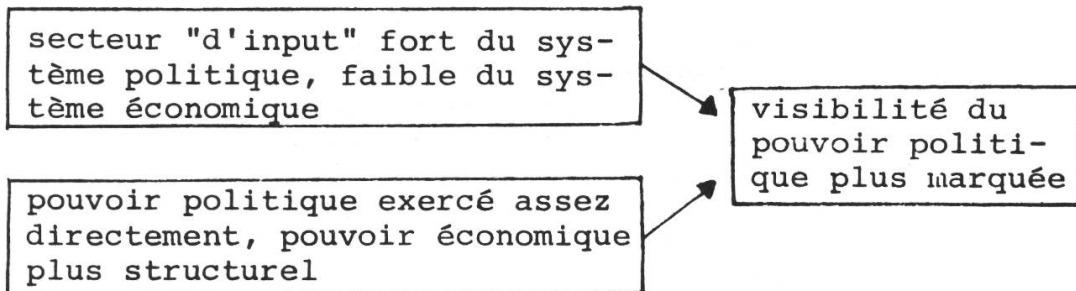 secteur "d'input" fort du sys-
tème politique, faible du sys-
tème économique
pouvoir politique exercé assez
directement, pouvoir économique
plus structurel
visibilité du
pouvoir politi-
que plus marquée